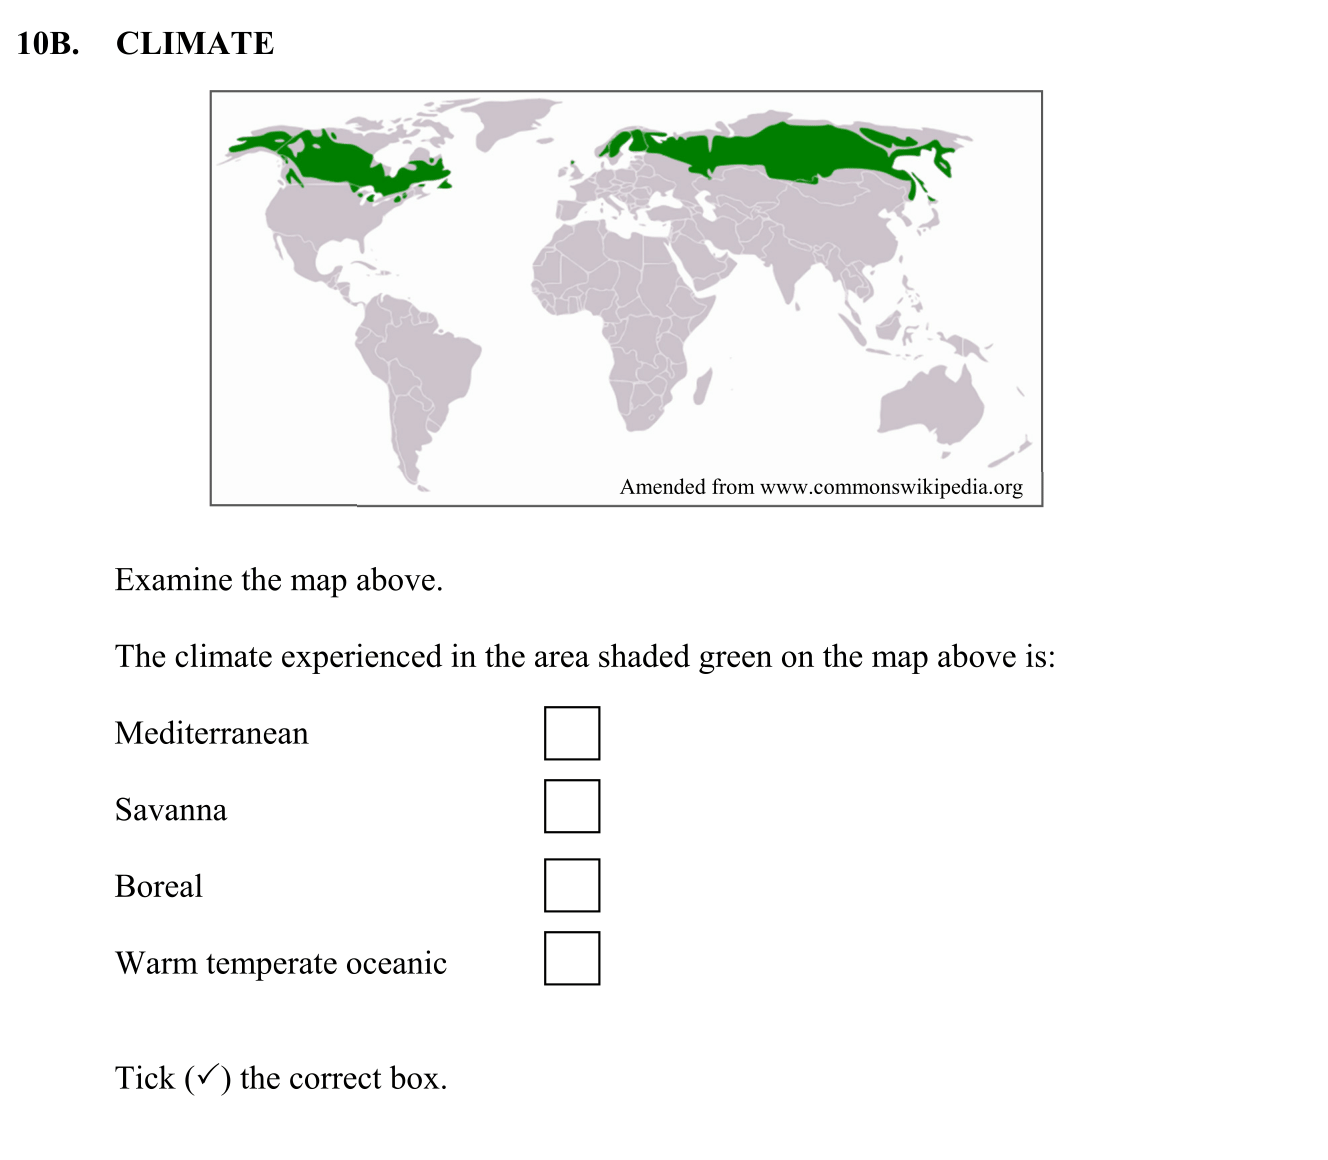 10B. CLIMATE
Amended from www.commonswikipedia.org
Examine the map above.
The climate experienced in the area shaded green on the map above is:
Mediterranean
Savanna
Boreal
Warm temperate oceanic
Tick (✓) the correct box.